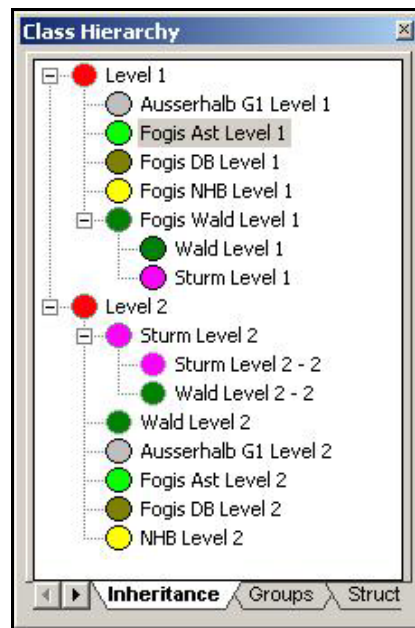 Class Hierarchy
Level 1
Ausserhalb G1 Level 1
Fogis Ast Level 1
Fogis DB Level 1
Fogis NHB Level 1
Fogis Wald Level 1
Wald Level 1
Sturm Level 1
Level 2
Sturm Level 2
Sturm Level 2 - 2
Wald Level 2 - 2
Wald Level 2
Ausserhalb G1 Level 2
Fogis Ast Level 2
Fogis DB Level 2
NHB Level 2
Inheritance Groups Struct